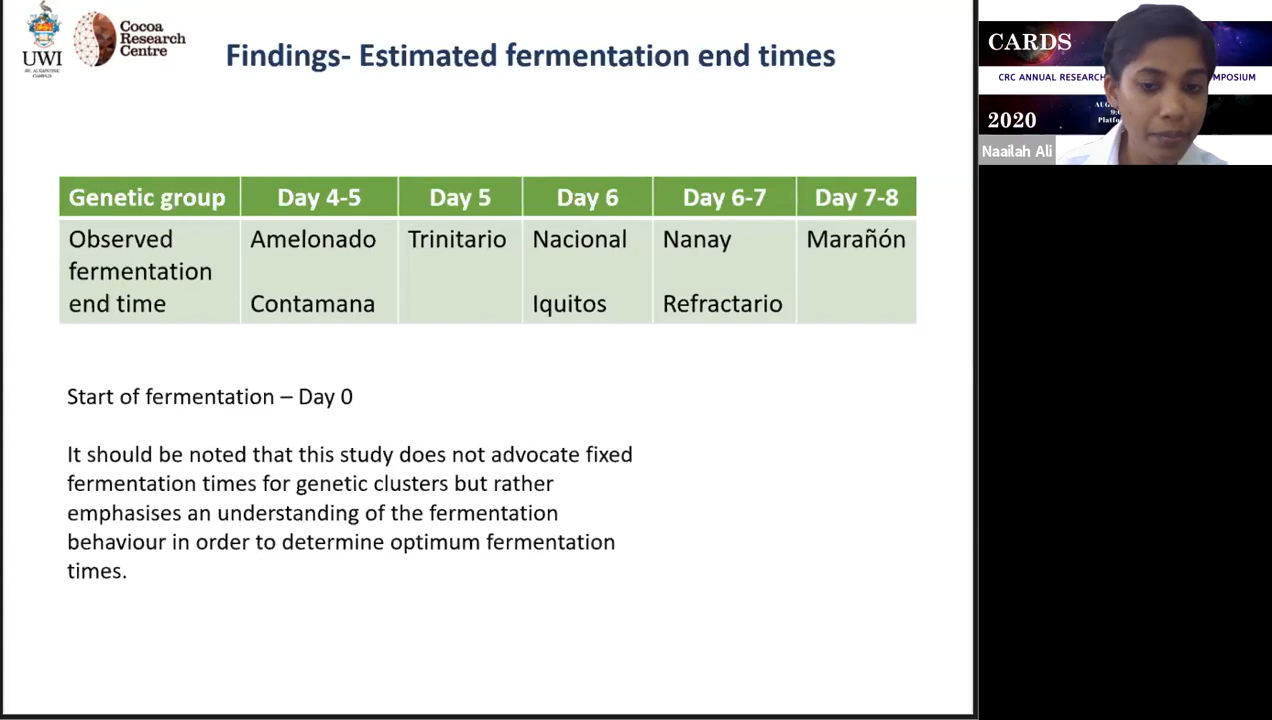 UWI
ST. AUGUSTINE
CAMPUS
Cocoa
Research
Centre
Findings- Estimated fermentation end times
Genetic group Day 4-5 Day 5 Day 6 Day 6-7 Day 7-8
Observed fermentation end time
Amelonado
Contamana
Trinitario
Nacional
Iquitos
Nanay
Refractario
Marañón
Start of fermentation – Day 0
It should be noted that this study does not advocate fixed
fermentation times for genetic clusters but rather
emphasises an understanding of the fermentation
behaviour in order to determine optimum fermentation
times.
CARDS
CRC ANNUAL RESEARCH
MPOSIUM
2020
Naailah Ali